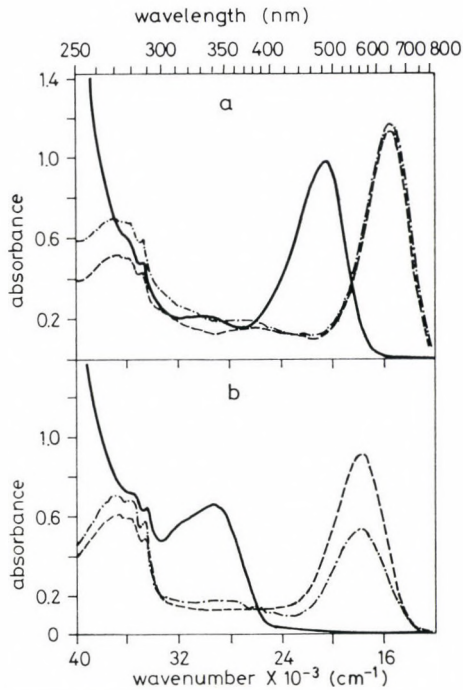 wavelength (nm)
250 300 350 400 500 600 700 800
a
1.4
1.0
0.6
0.2
absorbance
b
1.0
0.6
0.2
0
absorbance
40 32 24 16
wavenumber X 10⁻³ (cm⁻¹)